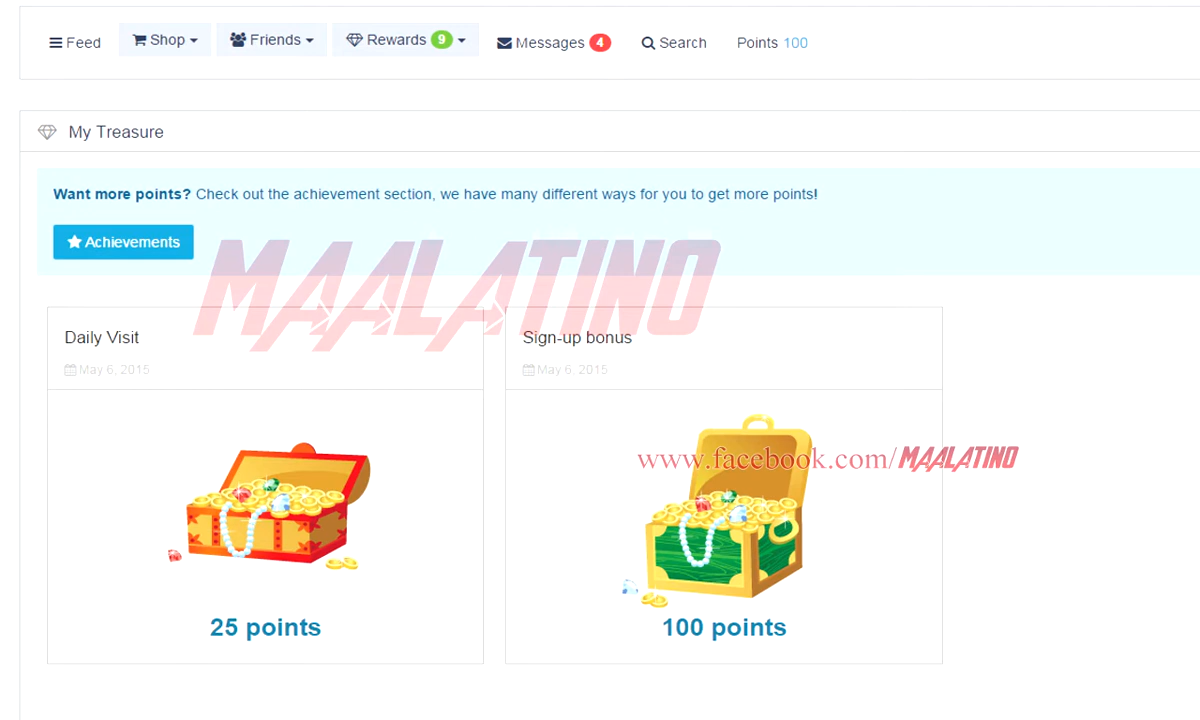 Feed Shop Friends Rewards 9 Messages 4 Search Points 100
My Treasure
Want more points? Check out the achievement section, we have many different ways for you to get more points!
Achievements
MAALATINO
Daily Visit
May 6, 2015
Sign-up bonus
May 6, 2015
www.facebook.com/MAALATINO
25 points
100 points